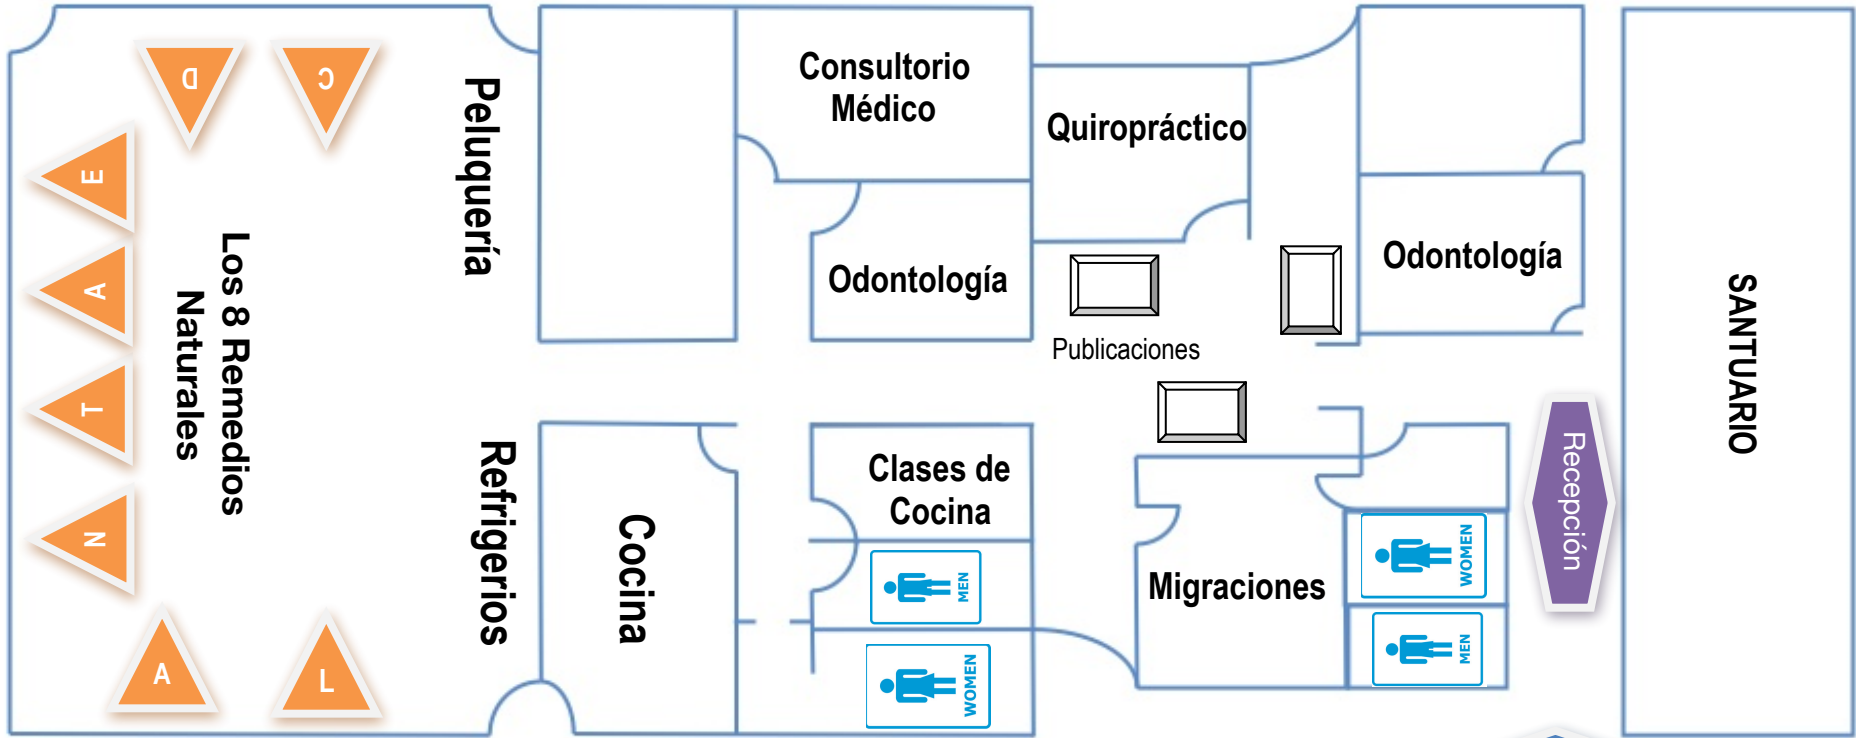 D
C
E
A
T
N
A
L
Los 8 Remedios
Naturales
Peluquería
Refrigerios
Cocina
Consultorio
Médico
Odontología
Quiropráctico
Publicaciones
Odontología
Clases de
Cocina
MEN
WOMEN
Migraciones
WOMEN
MEN
Recepción
SANTUARIO